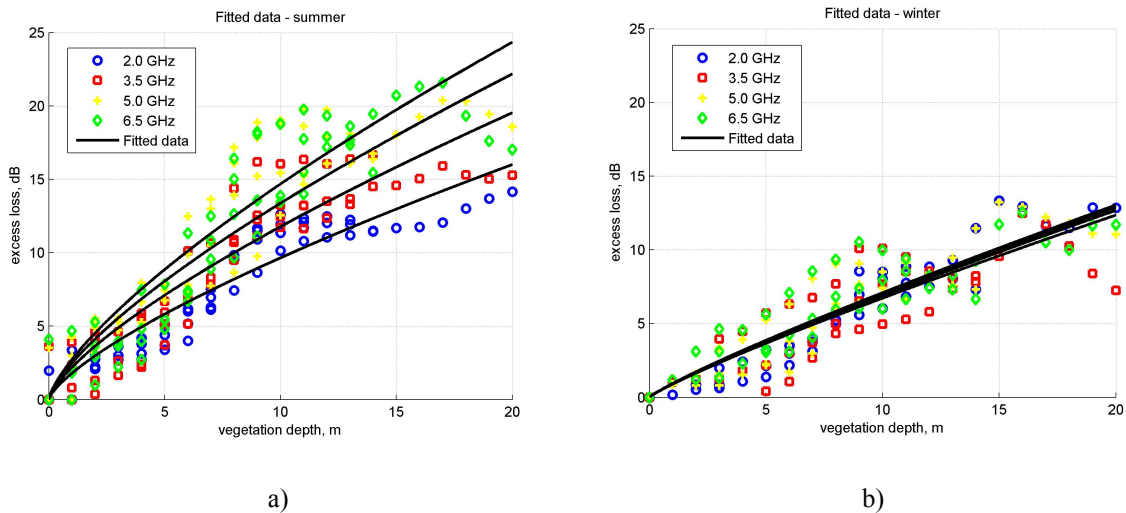 Fitted data - summer
25
20
15
10
5
0
excess loss, dB
2.0 GHz
3.5 GHz
5.0 GHz
6.5 GHz
Fitted data
0
5
10
15
20
vegetation depth, m
a)
Fitted data - winter
25
20
15
10
5
0
excess loss, dB
2.0 GHz
3.5 GHz
5.0 GHz
6.5 GHz
Fitted data
0
5
10
15
20
vegetation depth, m
b)